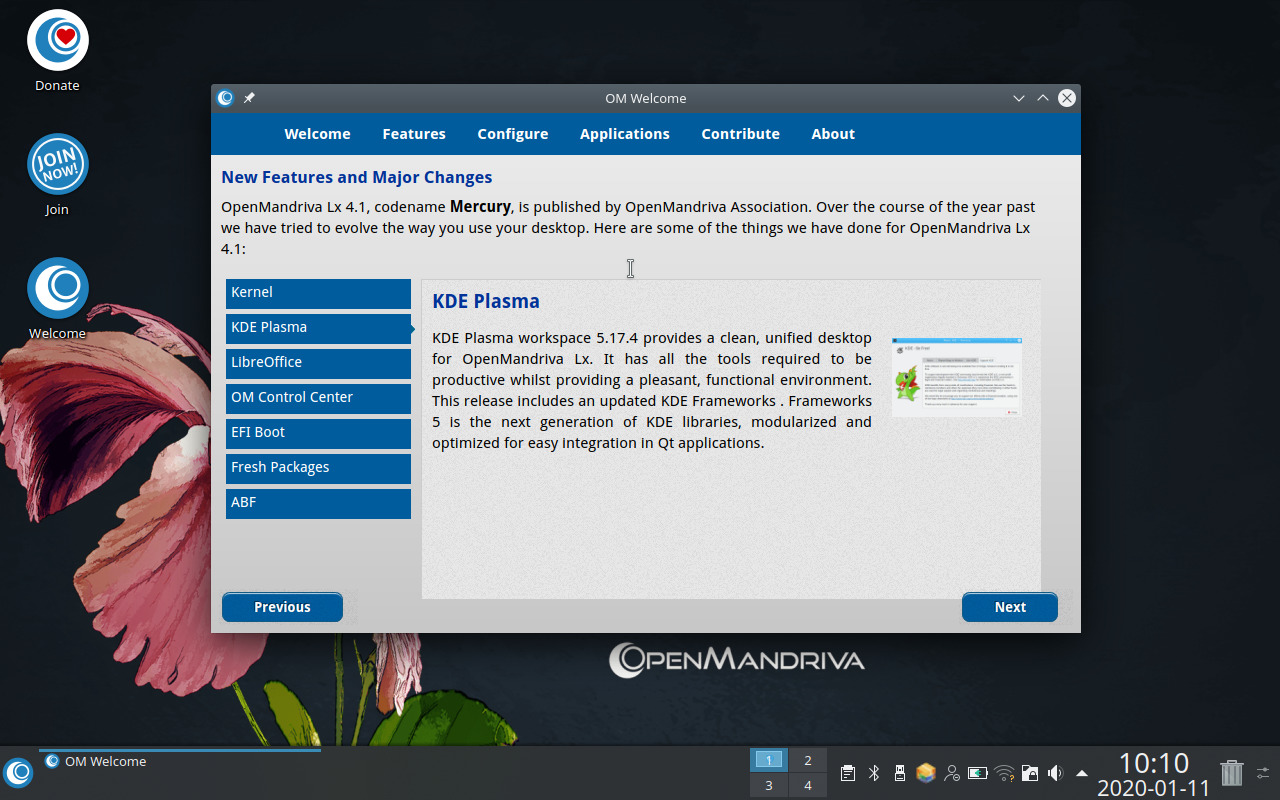 Donate
JOIN
NOW!
Join
Welcome
OM Welcome
Welcome Features Configure Applications Contribute About
New Features and Major Changes
OpenMandriva Lx 4.1, codename Mercury, is published by OpenMandriva Association. Over the course of the year past
we have tried to evolve the way you use your desktop. Here are some of the things we have done for OpenMandriva Lx
4.1:
Kernel
KDE Plasma
LibreOffice
OM Control Center
EFI Boot
Fresh Packages
ABF
KDE Plasma
KDE Plasma workspace 5.17.4 provides a clean, unified desktop
for OpenMandriva Lx. It has all the tools required to be
productive whilst providing a pleasant, functional environment.
This release includes an updated KDE Frameworks . Frameworks
5 is the next generation of KDE libraries, modularized and
optimized for easy integration in Qt applications.
Previous
Next
OPENMANDRIVA
OM Welcome
1 2
3 4
10:10
2020-01-11